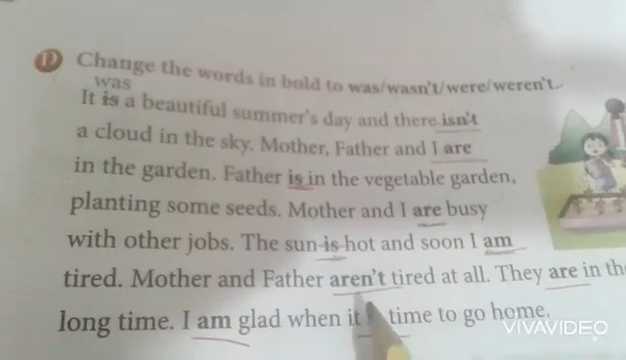 D Change the words in bold to was/wasn't/were/weren't.
was
It is a beautiful summer's day and there isn't
a cloud in the sky. Mother, Father and I are
in the garden. Father is in the vegetable garden,
planting some seeds. Mother and I are busy
with other jobs. The sun is hot and soon I am
tired. Mother and Father aren't tired at all. They are in the
long time. I am glad when it time to go home.
VIVAVIDEO